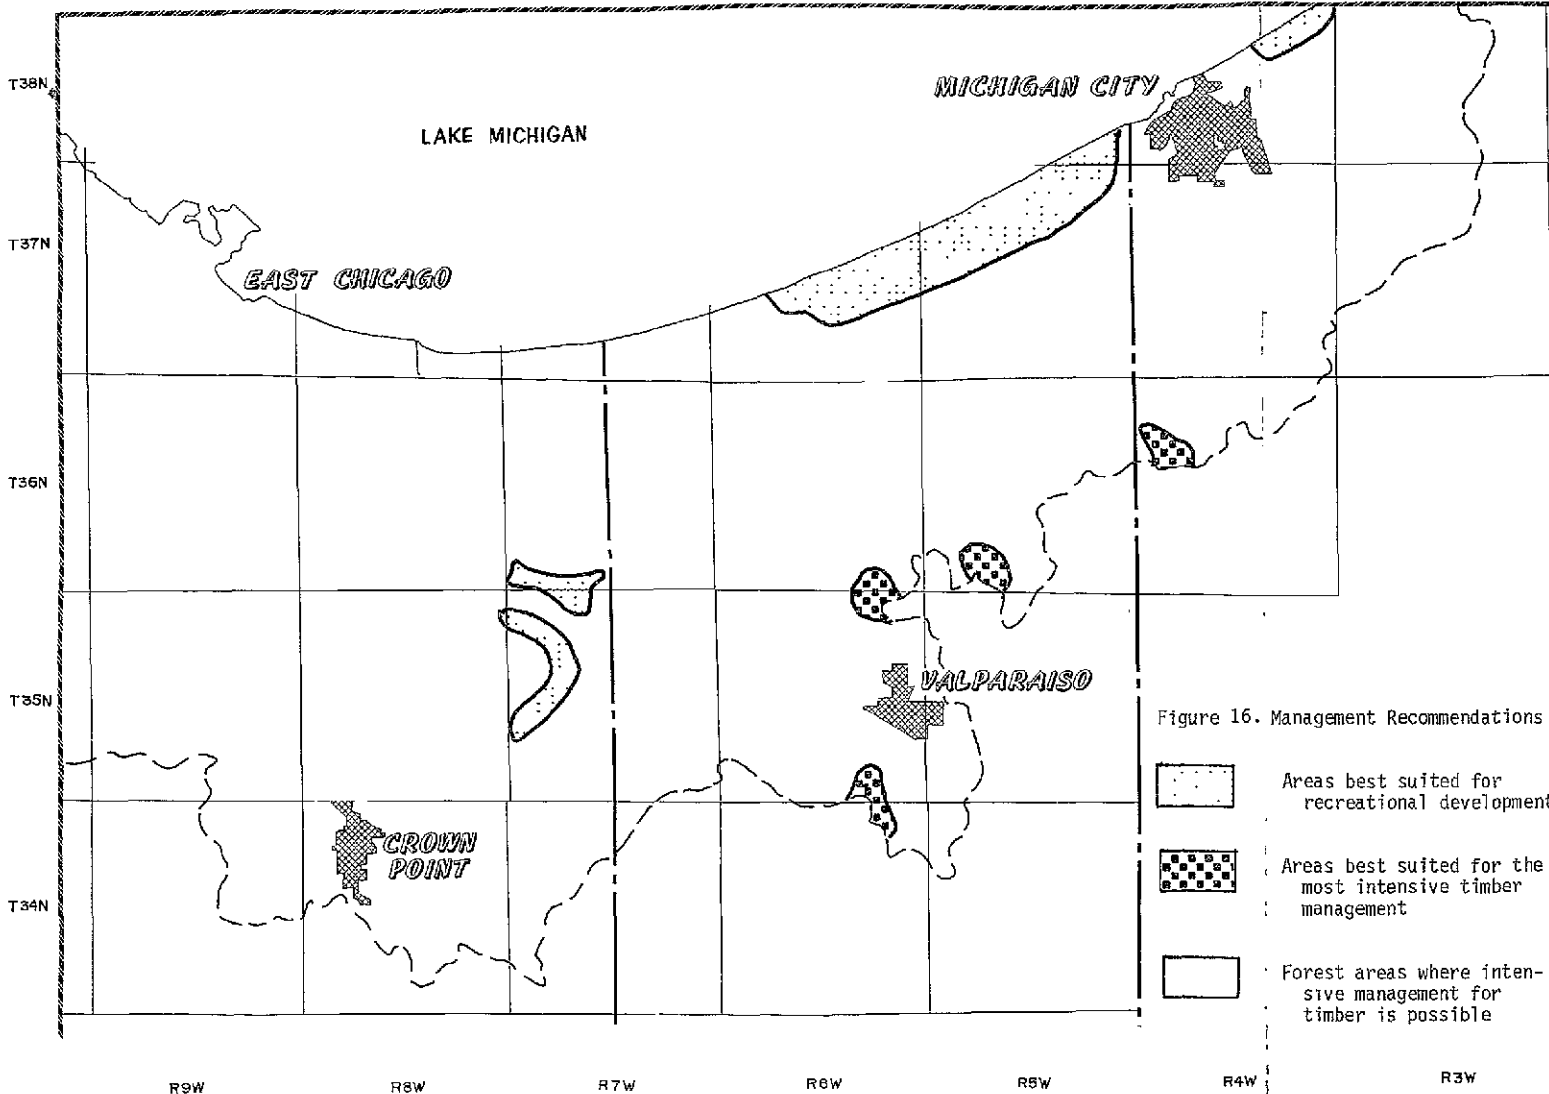 T38N
MICHIGAN CITY
LAKE MICHIGAN
T37N
EAST CHICAGO
T36N
T35N
VALPARAISO
Figure 16. Management Recommendations
Areas best suited for
recreational development
CROWN
POINT
Areas best suited for the
most intensive timber
management
T34N
Forest areas where inten-
sive management for
timber is possible
R9W
R8W
R7W
R6W
R5W
R4W
R3W